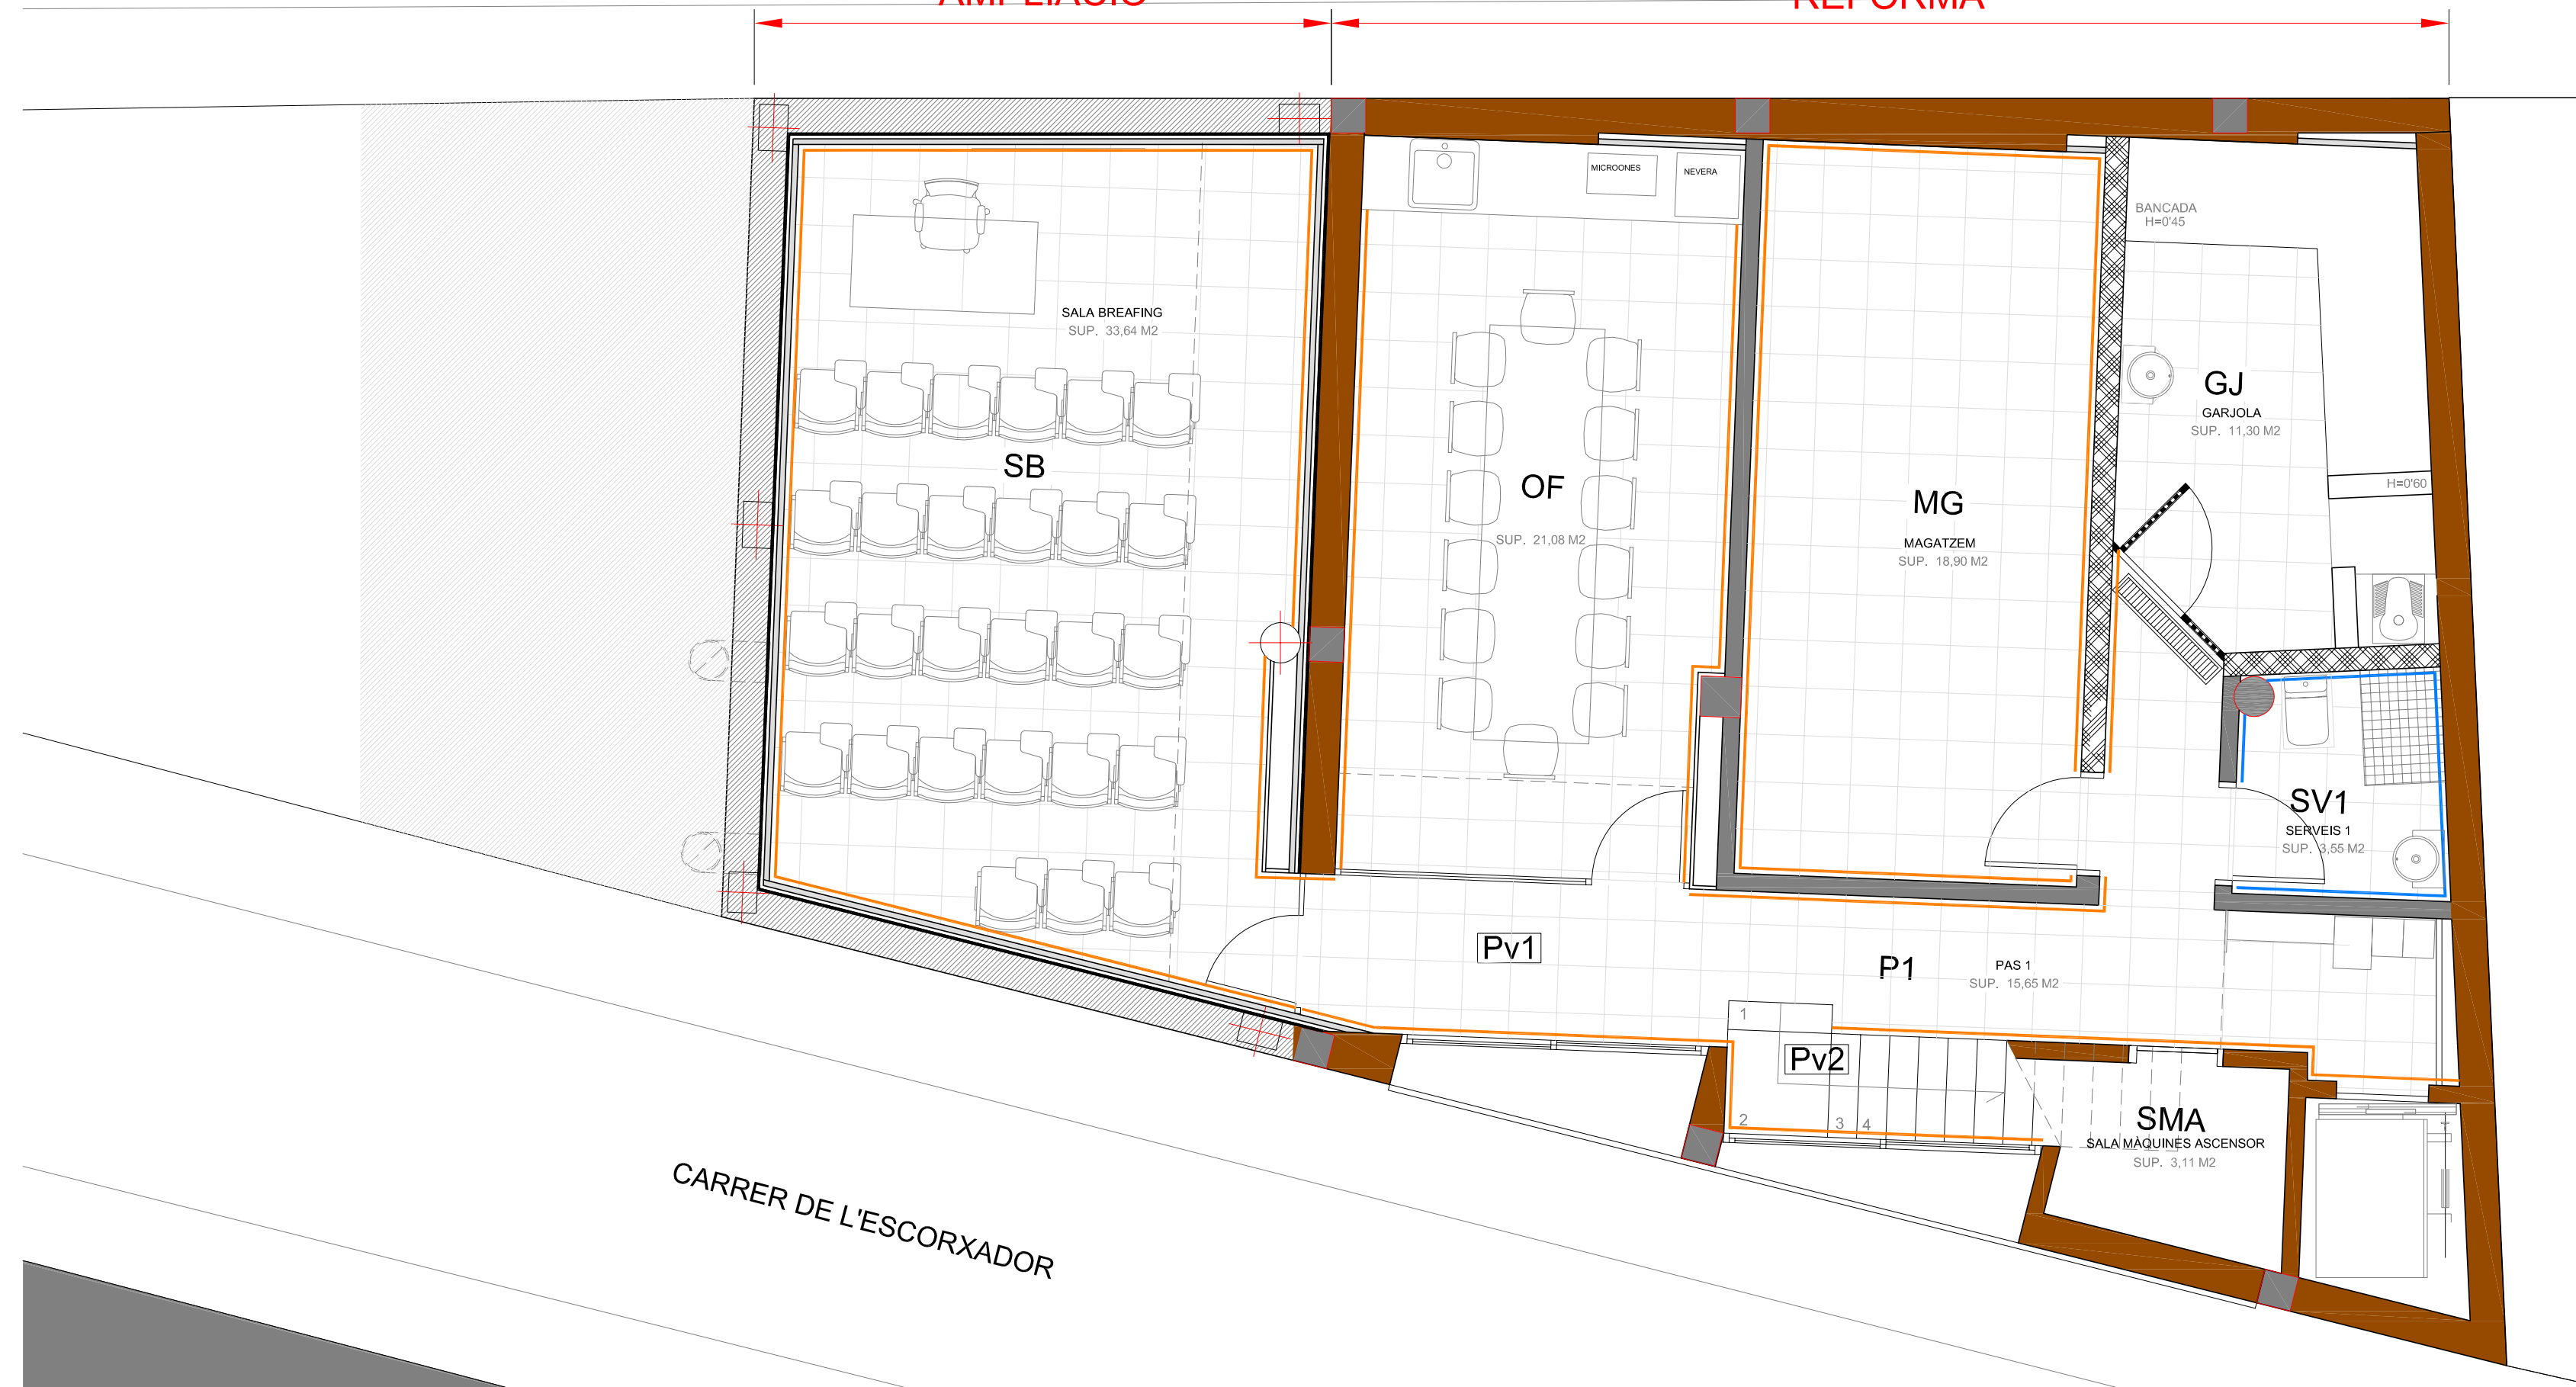 AMPLIACIÓ
REFORMA
MICROONES
NEVERA
BANCADA
H=0'45
SALA BREAFING
SUP. 33,64 M2
SB
OF
SUP. 21,08 M2
MG
MAGATZEM
SUP. 18,90 M2
GJ
GARJOLA
SUP. 11,30 M2
H=0'60
SV1
SERVEIS 1
SUP. 3,55 M2
Pv1
P1
PAS 1
SUP. 15,65 M2
1
Pv2
2
3
4
SMA
SALA MÀQUINES ASCENSOR
SUP. 3,11 M2
CARRER DE L'ESCORXADOR